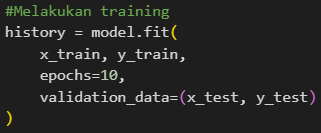 #Melakukan training
history = model.fit(
    x_train, y_train,
    epochs=10,
    validation_data=(x_test, y_test)
)